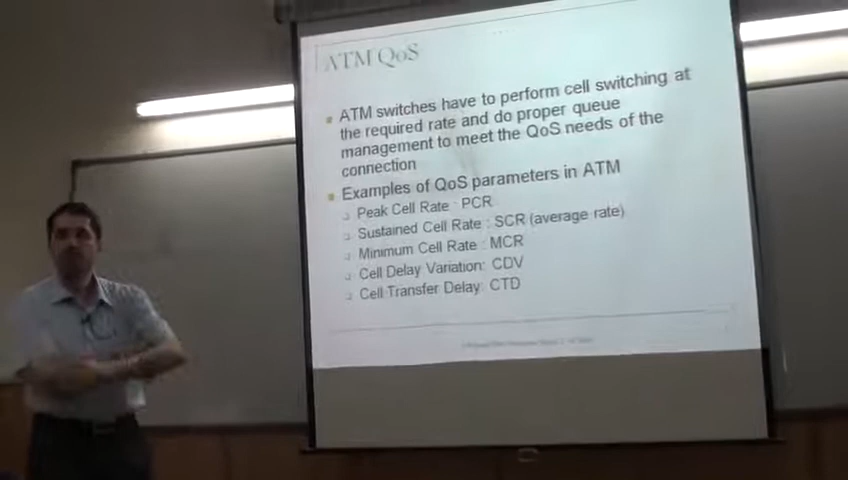 ATM QoS
ATM switches have to perform cell switching at
the required rate and do proper queue
management to meet the QoS needs of the
connection
Examples of QoS parameters in ATM
Peak Cell Rate : PCR
Sustained Cell Rate : SCR (average rate)
Minimum Cell Rate : MCR
Cell Delay Variation: CDV
Cell Transfer Delay: CTD